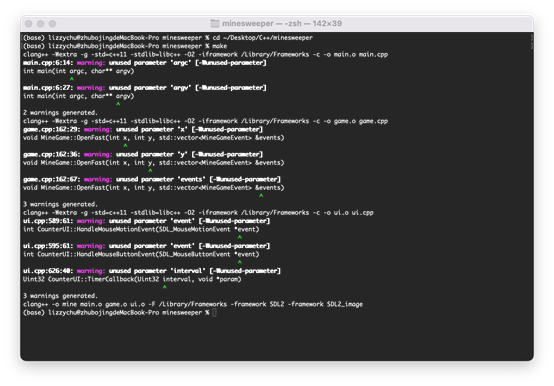 minesweeper — -zsh — 142×39
(base) lizzychu@zhubojingdeMacBook-Pro minesweeper % cd ~/Desktop/C++/minesweeper
(base) lizzychu@zhubojingdeMacBook-Pro minesweeper % make
clang++ -Wextra -g -std=c++11 -stdlib=libc++ -O2 -iframework /Library/Frameworks -c -o main.o main.cpp
main.cpp:6:14: warning: unused parameter 'argc' [-Wunused-parameter]
int main(int argc, char** argv)
^
main.cpp:6:27: warning: unused parameter 'argv' [-Wunused-parameter]
int main(int argc, char** argv)
^
2 warnings generated.
clang++ -Wextra -g -std=c++11 -stdlib=libc++ -O2 -iframework /Library/Frameworks -c -o game.o game.cpp
game.cpp:162:29: warning: unused parameter 'x' [-Wunused-parameter]
void MineGame::OpenFast(int x, int y, std::vector<MineGameEvent> &events)
^
game.cpp:162:36: warning: unused parameter 'y' [-Wunused-parameter]
void MineGame::OpenFast(int x, int y, std::vector<MineGameEvent> &events)
^
game.cpp:162:67: warning: unused parameter 'events' [-Wunused-parameter]
void MineGame::OpenFast(int x, int y, std::vector<MineGameEvent> &events)
^
3 warnings generated.
clang++ -Wextra -g -std=c++11 -stdlib=libc++ -O2 -iframework /Library/Frameworks -c -o ui.o ui.cpp
ui.cpp:589:61: warning: unused parameter 'event' [-Wunused-parameter]
int CounterUI::HandleMouseMotionEvent(SDL_MouseMotionEvent *event)
^
ui.cpp:595:61: warning: unused parameter 'event' [-Wunused-parameter]
int CounterUI::HandleMouseButtonEvent(SDL_MouseButtonEvent *event)
^
ui.cpp:626:40: warning: unused parameter 'interval' [-Wunused-parameter]
Uint32 CounterUI::TimerCallback(Uint32 interval, void *param)
^
3 warnings generated.
clang++ -o mine main.o game.o ui.o -F /Library/Frameworks -framework SDL2 -framework SDL2_image
(base) lizzychu@zhubojingdeMacBook-Pro minesweeper %